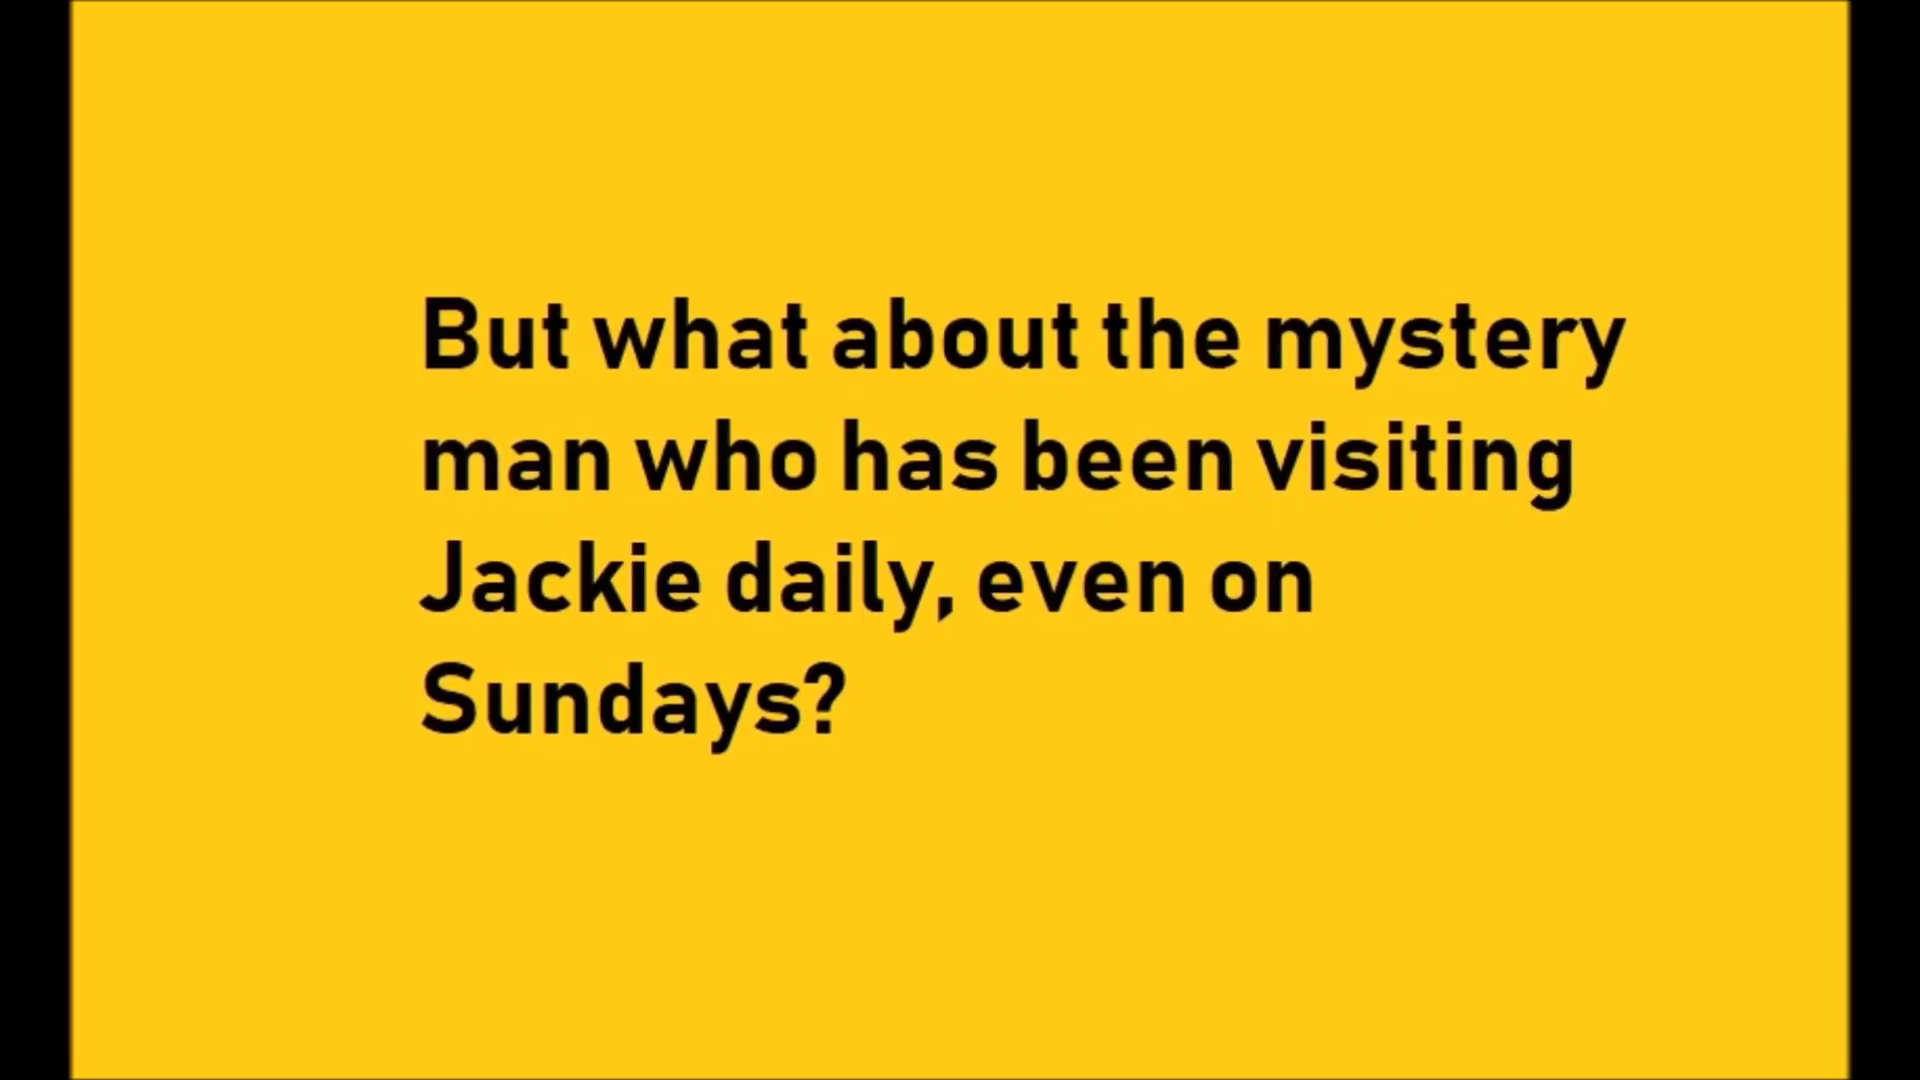 But what about the mystery
man who has been visiting
Jackie daily, even on
Sundays?